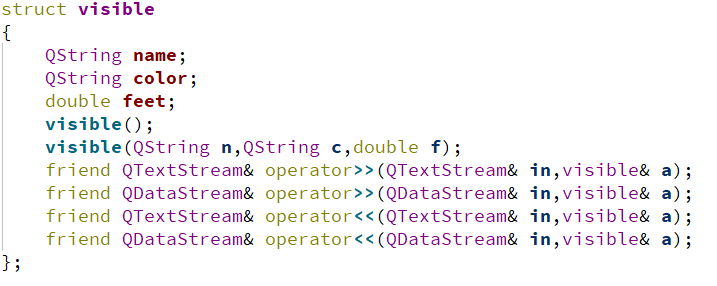 struct visible
{
    QString name;
    QString color;
    double feet;
    visible();
    visible(QString n,QString c,double f);
    friend QTextStream& operator>>(QTextStream& in,visible& a);
    friend QDataStream& operator>>(QDataStream& in,visible& a);
    friend QTextStream& operator<<(QTextStream& in,visible& a);
    friend QDataStream& operator<<(QDataStream& in,visible& a);
};